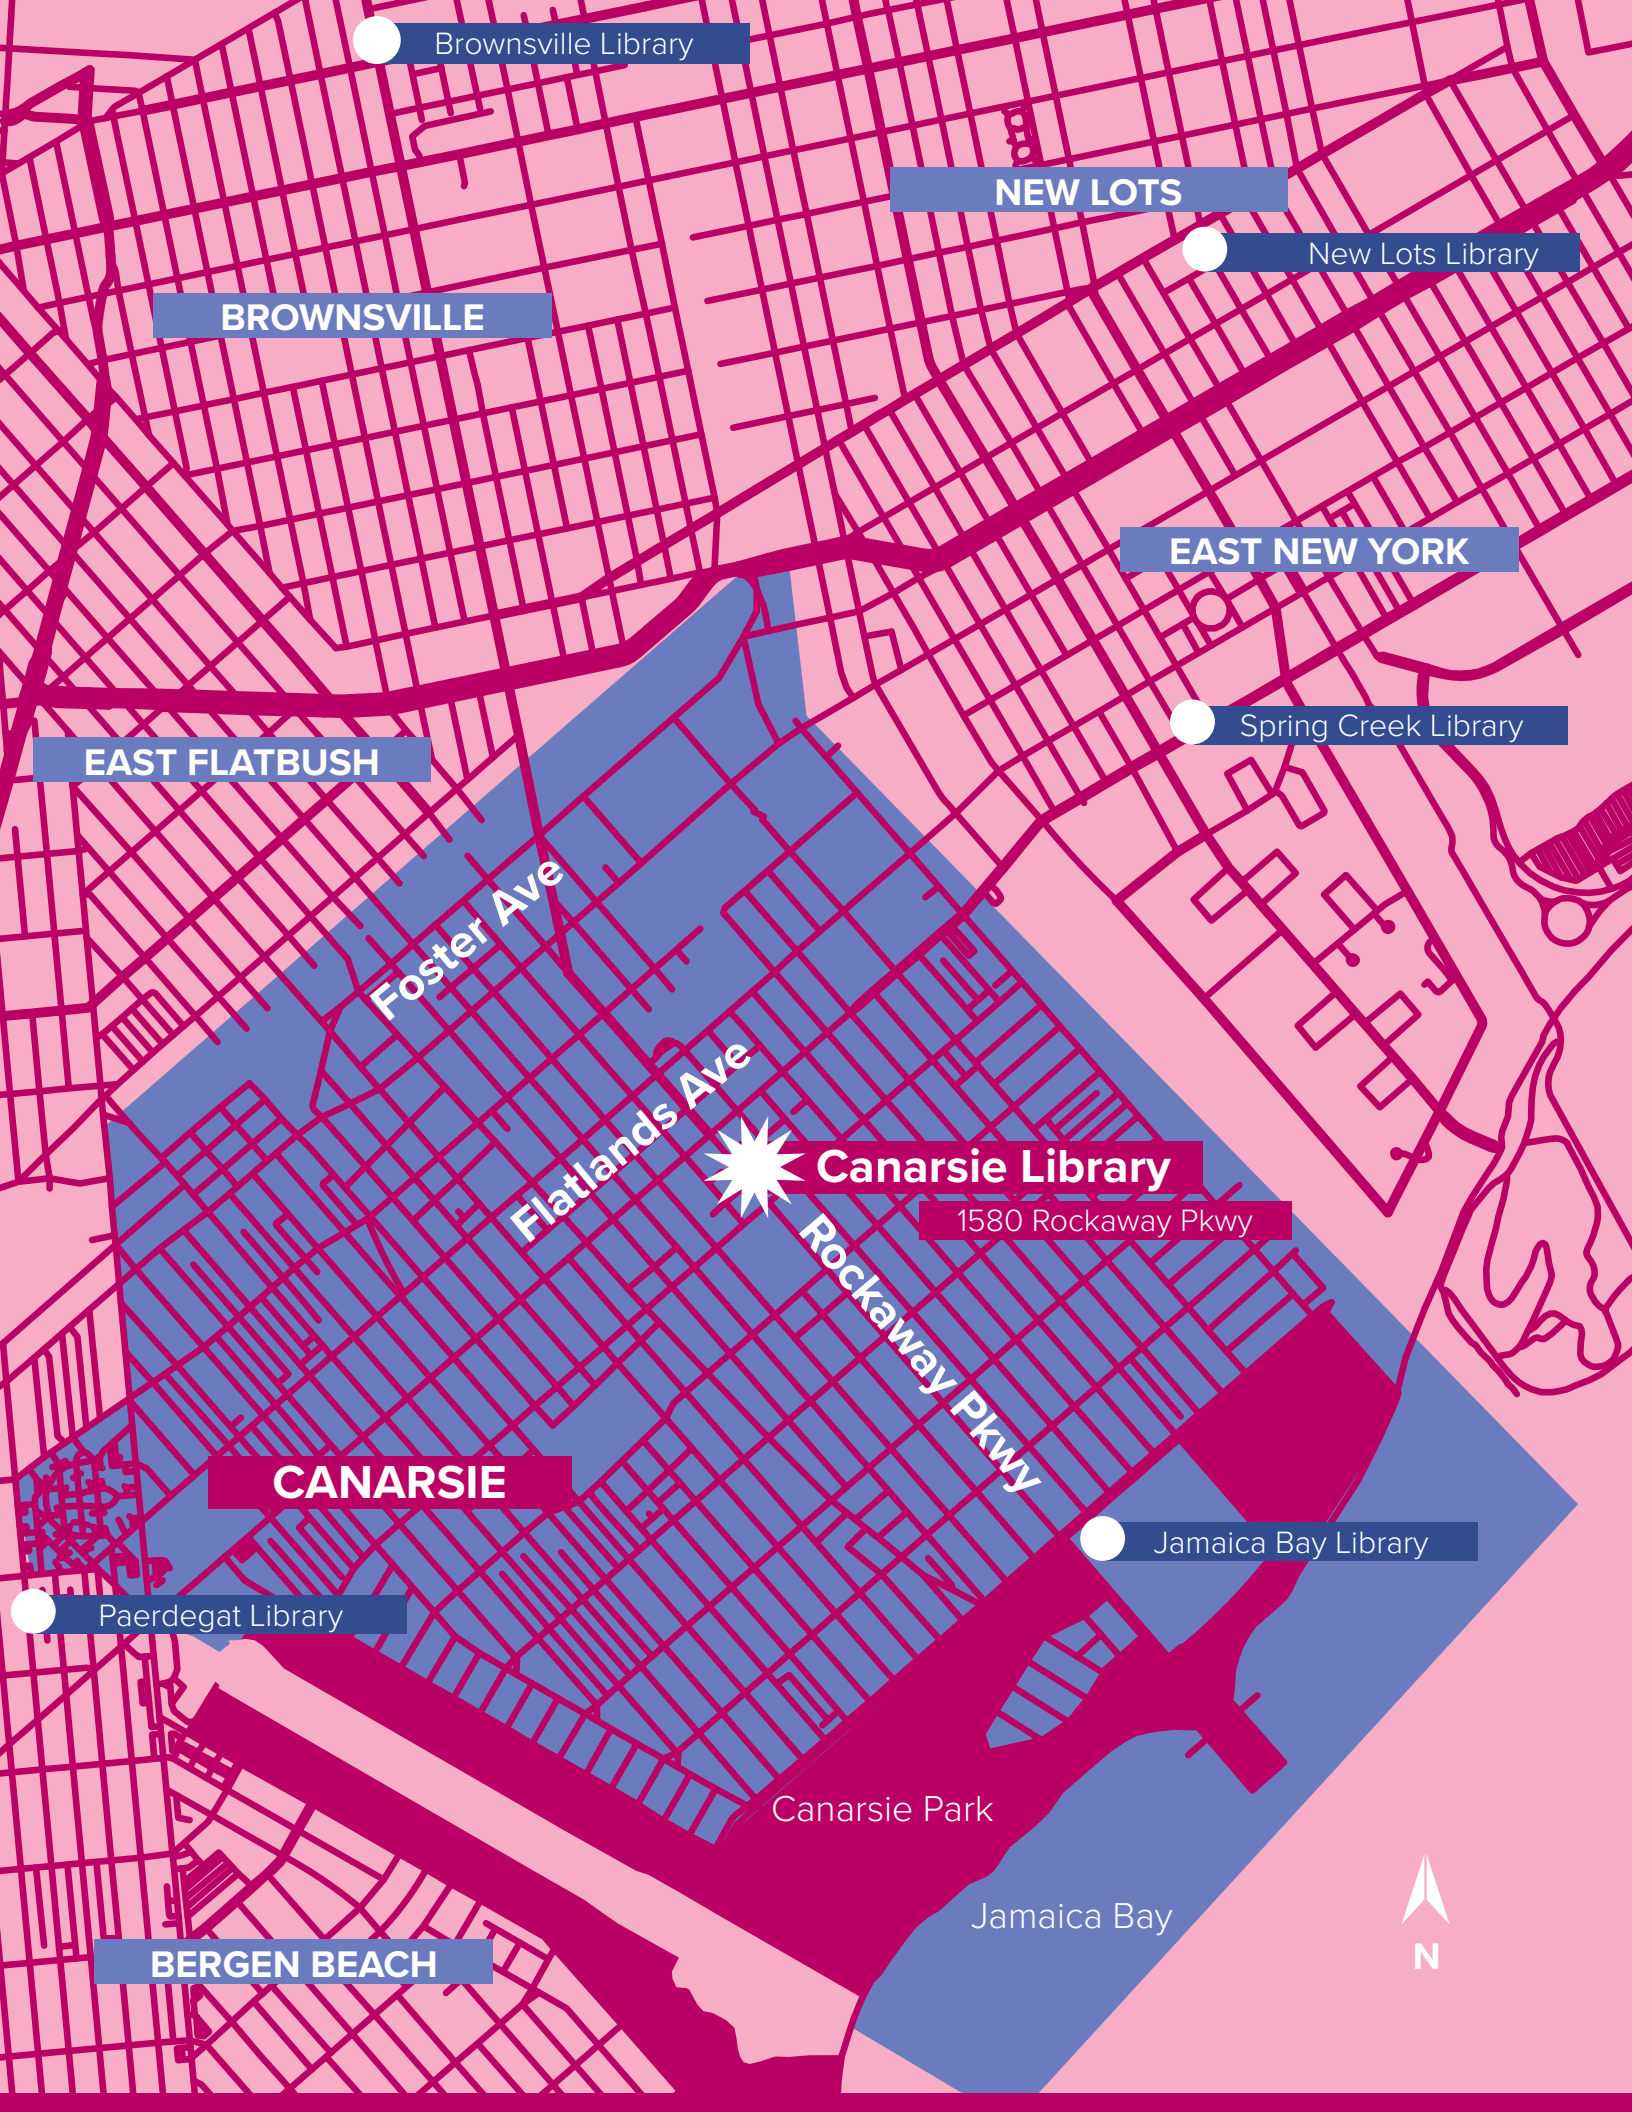 Brownsville Library
NEW LOTS
New Lots Library
BROWNSVILLE
EAST NEW YORK
Spring Creek Library
EAST FLATBUSH
Foster Ave
Flatlands Ave
Canarsie Library
1580 Rockaway Pkwy
Rockaway Pkwy
CANARSIE
Jamaica Bay Library
Paerdegat Library
Canarsie Park
Jamaica Bay
N
BERGEN BEACH